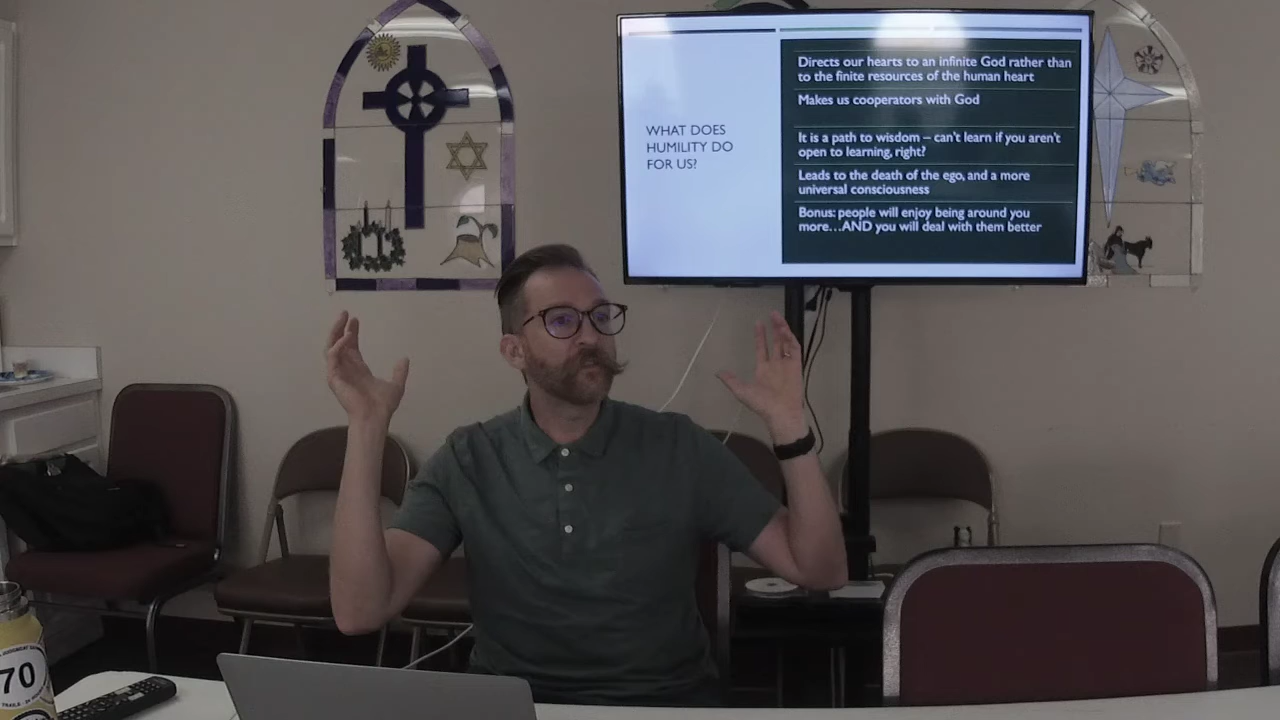 WHAT DOES
HUMILITY DO
FOR US?
Directs our hearts to an infinite God rather than
to the finite resources of the human heart
Makes us cooperators with God
It is a path to wisdom – can't learn if you aren't
open to learning, right?
Leads to the death of the ego, and a more
universal consciousness
Bonus: people will enjoy being around you
more...AND you will deal with them better
70